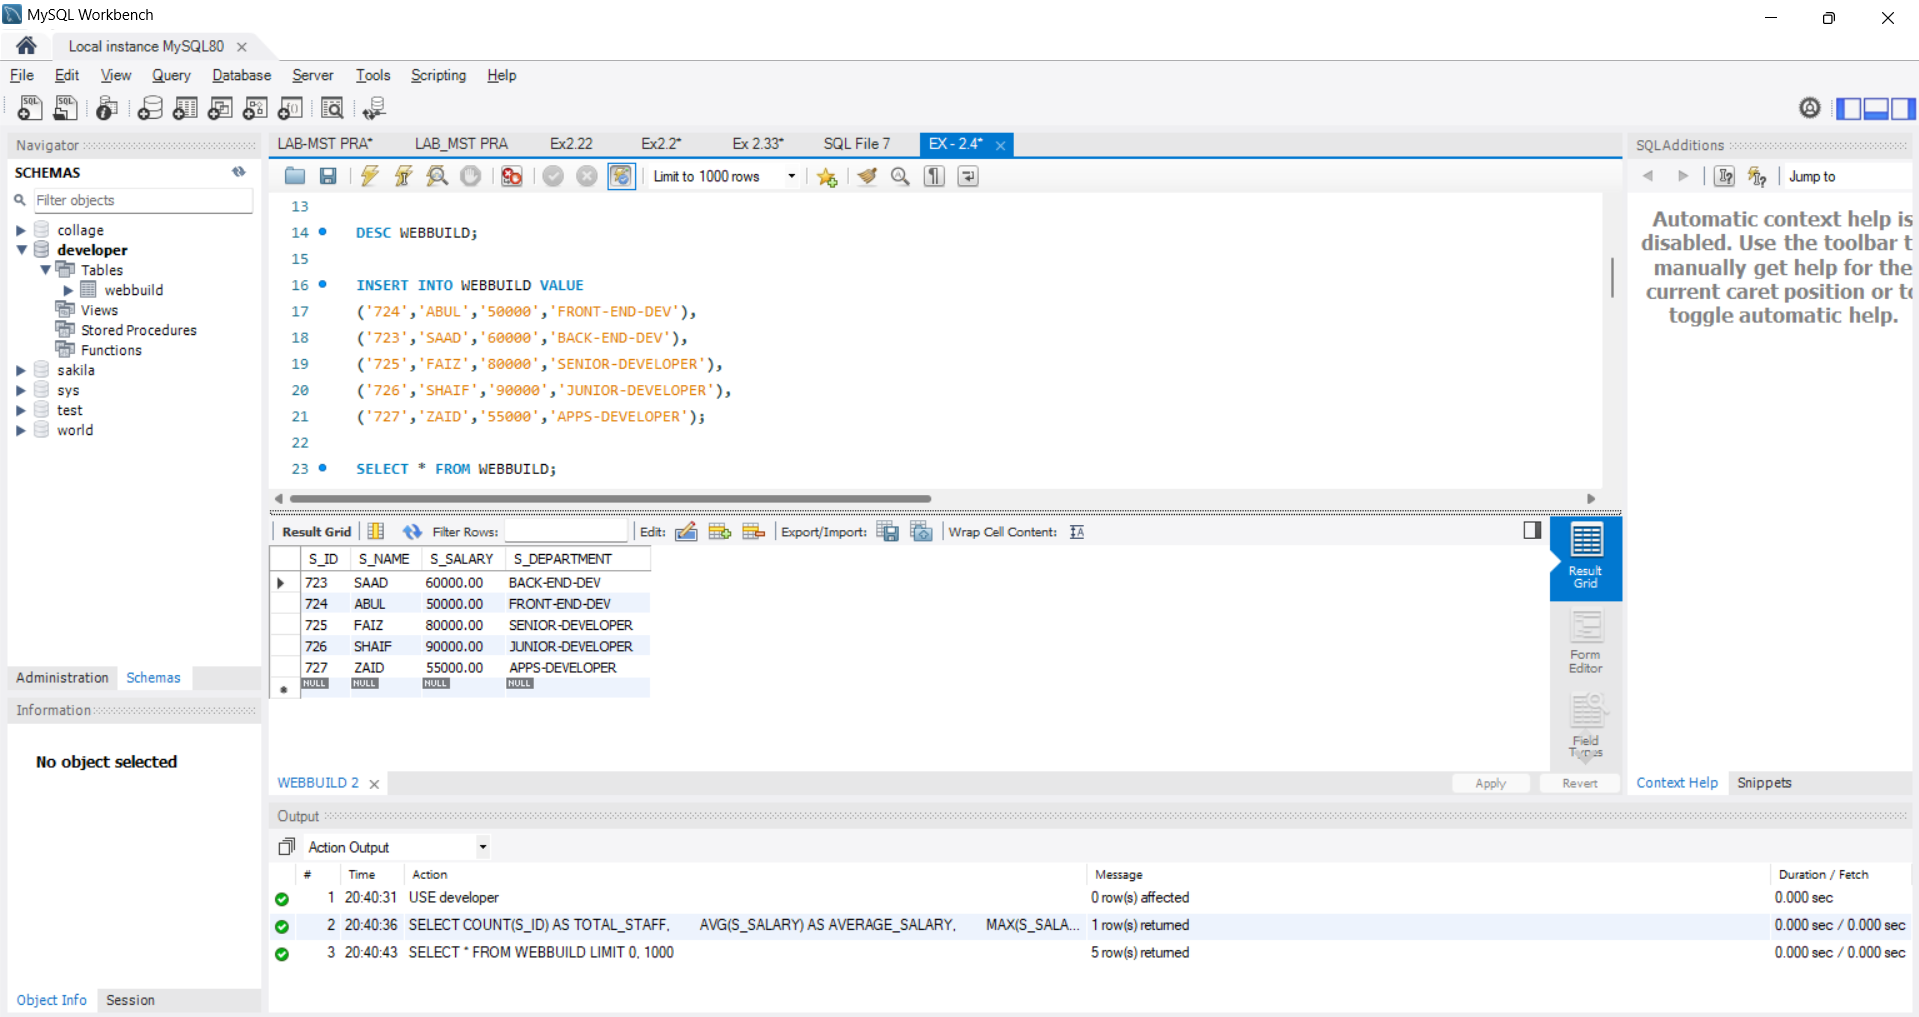 MySQL Workbench
Local instance MySQL80
File Edit View Query Database Server Tools Scripting Help
Navigator
SCHEMAS
Filter objects
collage
developer
Tables
webbuild
Views
Stored Procedures
Functions
sakila
sys
test
world
Administration Schemas
Information
No object selected
Object Info Session
LAB-MST PRA* LAB_MST PRA Ex2.22 Ex2.2* Ex 2.33* SQL File 7 EX - 2.4*
Limit to 1000 rows
13
14 DESC WEBBUILD;
15
16 INSERT INTO WEBBUILD VALUE
17 ('724','ABUL','50000','FRONT-END-DEV'),
18 ('723','SAAD','60000','BACK-END-DEV'),
19 ('725','FAIZ','80000','SENIOR-DEVELOPER'),
20 ('726','SHAIF','90000','JUNIOR-DEVELOPER'),
21 ('727','ZAID','55000','APPS-DEVELOPER');
22
23 SELECT * FROM WEBBUILD;
Result Grid Filter Rows: Edit: Export/Import: Wrap Cell Content:
S_ID S_NAME S_SALARY S_DEPARTMENT
723 SAAD 60000.00 BACK-END-DEV
724 ABUL 50000.00 FRONT-END-DEV
725 FAIZ 80000.00 SENIOR-DEVELOPER
726 SHAIF 90000.00 JUNIOR-DEVELOPER
727 ZAID 55000.00 APPS-DEVELOPER
NULL NULL NULL NULL
Result
Grid
Form
Editor
Field
Types
WEBBUILD 2 Apply Revert
SQLAdditions
Jump to
Automatic context help is
disabled. Use the toolbar t
manually get help for the
current caret position or to
toggle automatic help.
Context Help Snippets
Output
Action Output
# Time Action Message Duration / Fetch
1 20:40:31 USE developer 0 row(s) affected 0.000 sec
2 20:40:36 SELECT COUNT(S_ID) AS TOTAL_STAFF, AVG(S_SALARY) AS AVERAGE_SALARY, MAX(S_SALA... 1 row(s) returned 0.000 sec / 0.000 sec
3 20:40:43 SELECT * FROM WEBBUILD LIMIT 0, 1000 5 row(s) returned 0.000 sec / 0.000 sec